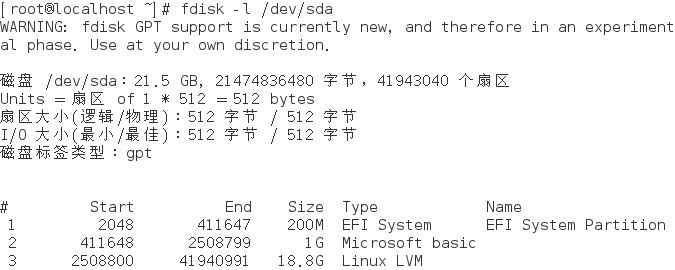 [root@localhost ~]# fdisk -l /dev/sda
WARNING: fdisk GPT support is currently new, and therefore in an experiment
al phase. Use at your own discretion.
磁盘 /dev/sda：21.5 GB, 21474836480 字节，41943040 个扇区
Units = 扇区 of 1 * 512 = 512 bytes
扇区大小(逻辑/物理)：512 字节 / 512 字节
I/O 大小(最小/最佳)：512 字节 / 512 字节
磁盘标签类型：gpt
# Start End Size Type Name
1 2048 411647 200M EFI System EFI System Partition
2 411648 2508799 1G Microsoft basic
3 2508800 41940991 18.8G Linux LVM